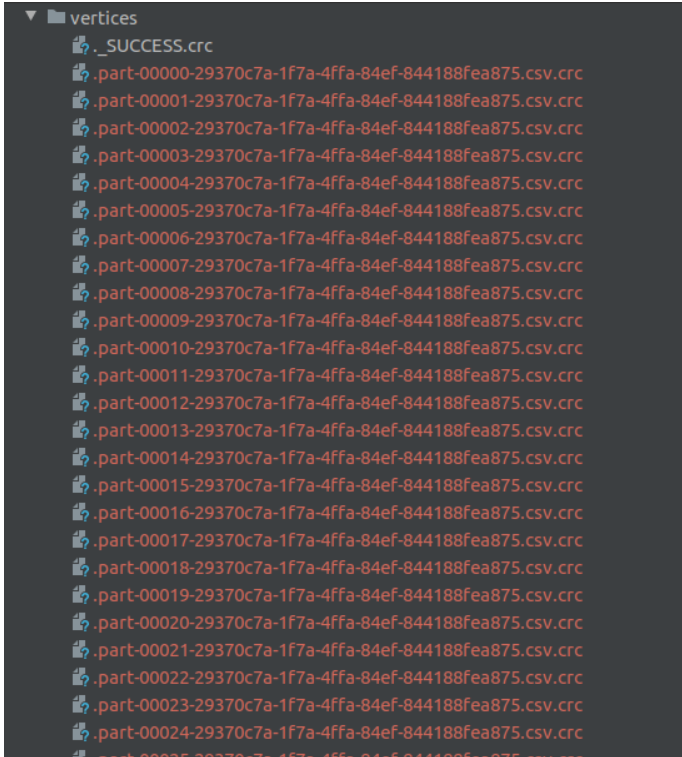 vertices
._SUCCESS.crc
.part-00000-29370c7a-1f7a-4ffa-84ef-844188fea875.csv.crc
.part-00001-29370c7a-1f7a-4ffa-84ef-844188fea875.csv.crc
.part-00002-29370c7a-1f7a-4ffa-84ef-844188fea875.csv.crc
.part-00003-29370c7a-1f7a-4ffa-84ef-844188fea875.csv.crc
.part-00004-29370c7a-1f7a-4ffa-84ef-844188fea875.csv.crc
.part-00005-29370c7a-1f7a-4ffa-84ef-844188fea875.csv.crc
.part-00006-29370c7a-1f7a-4ffa-84ef-844188fea875.csv.crc
.part-00007-29370c7a-1f7a-4ffa-84ef-844188fea875.csv.crc
.part-00008-29370c7a-1f7a-4ffa-84ef-844188fea875.csv.crc
.part-00009-29370c7a-1f7a-4ffa-84ef-844188fea875.csv.crc
.part-00010-29370c7a-1f7a-4ffa-84ef-844188fea875.csv.crc
.part-00011-29370c7a-1f7a-4ffa-84ef-844188fea875.csv.crc
.part-00012-29370c7a-1f7a-4ffa-84ef-844188fea875.csv.crc
.part-00013-29370c7a-1f7a-4ffa-84ef-844188fea875.csv.crc
.part-00014-29370c7a-1f7a-4ffa-84ef-844188fea875.csv.crc
.part-00015-29370c7a-1f7a-4ffa-84ef-844188fea875.csv.crc
.part-00016-29370c7a-1f7a-4ffa-84ef-844188fea875.csv.crc
.part-00017-29370c7a-1f7a-4ffa-84ef-844188fea875.csv.crc
.part-00018-29370c7a-1f7a-4ffa-84ef-844188fea875.csv.crc
.part-00019-29370c7a-1f7a-4ffa-84ef-844188fea875.csv.crc
.part-00020-29370c7a-1f7a-4ffa-84ef-844188fea875.csv.crc
.part-00021-29370c7a-1f7a-4ffa-84ef-844188fea875.csv.crc
.part-00022-29370c7a-1f7a-4ffa-84ef-844188fea875.csv.crc
.part-00023-29370c7a-1f7a-4ffa-84ef-844188fea875.csv.crc
.part-00024-29370c7a-1f7a-4ffa-84ef-844188fea875.csv.crc